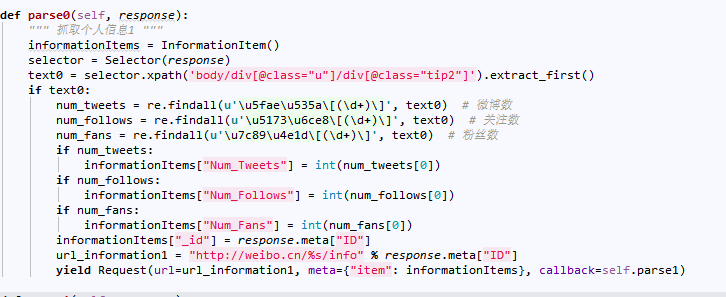 def parse0(self, response):
""" 抓取个人信息1 """
informationItems = InformationItem()
selector = Selector(response)
text0 = selector.xpath('body/div[@class="u"]/div[@class="tip2"]').extract_first()
if text0:
num_tweets = re.findall(u'\u5fae\u535a\[(\d+)\]', text0)  # 微博数
num_follows = re.findall(u'\u5173\u6ce8\[(\d+)\]', text0)  # 关注数
num_fans = re.findall(u'\u7c89\u4e1d\[(\d+)\]', text0)  # 粉丝数
if num_tweets:
informationItems["Num_Tweets"] = int(num_tweets[0])
if num_follows:
informationItems["Num_Follows"] = int(num_follows[0])
if num_fans:
informationItems["Num_Fans"] = int(num_fans[0])
informationItems["_id"] = response.meta["ID"]
url_information1 = "http://weibo.cn/%s/info" % response.meta["ID"]
yield Request(url=url_information1, meta={"item": informationItems}, callback=self.parse1)